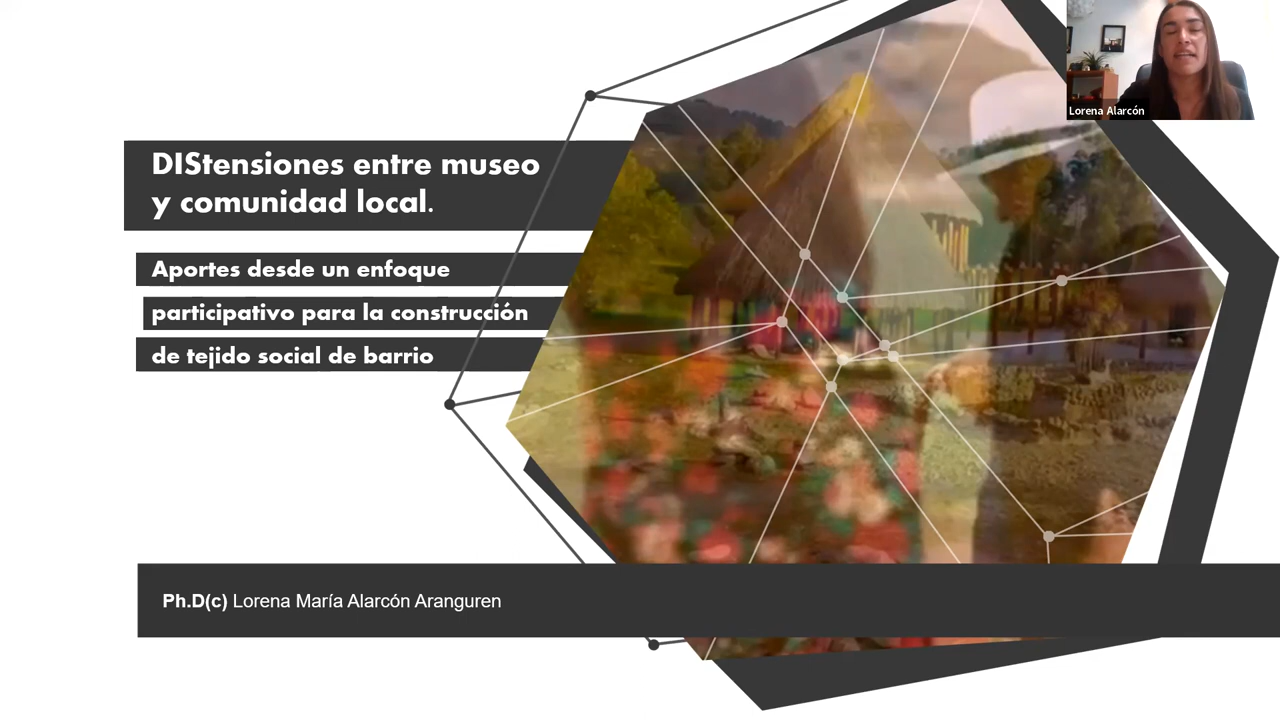 Lorena Alarcón
DIStensiones entre museo
y comunidad local.
Aportes desde un enfoque
participativo para la construcción
de tejido social de barrio
Ph.D(c) Lorena María Alarcón Aranguren